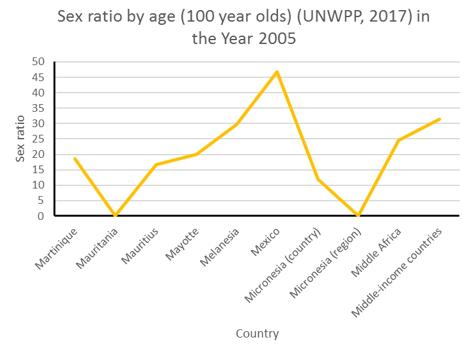 Sex ratio by age (100 year olds) (UNWPP, 2017) in
the Year 2005
Sex ratio
50
45
40
35
30
25
20
15
10
5
0
Martinique
Mauritania
Mauritius
Mayotte
Melanesia
Mexico
Micronesia (country)
Micronesia (region)
Middle Africa
Middle-income countries
Country